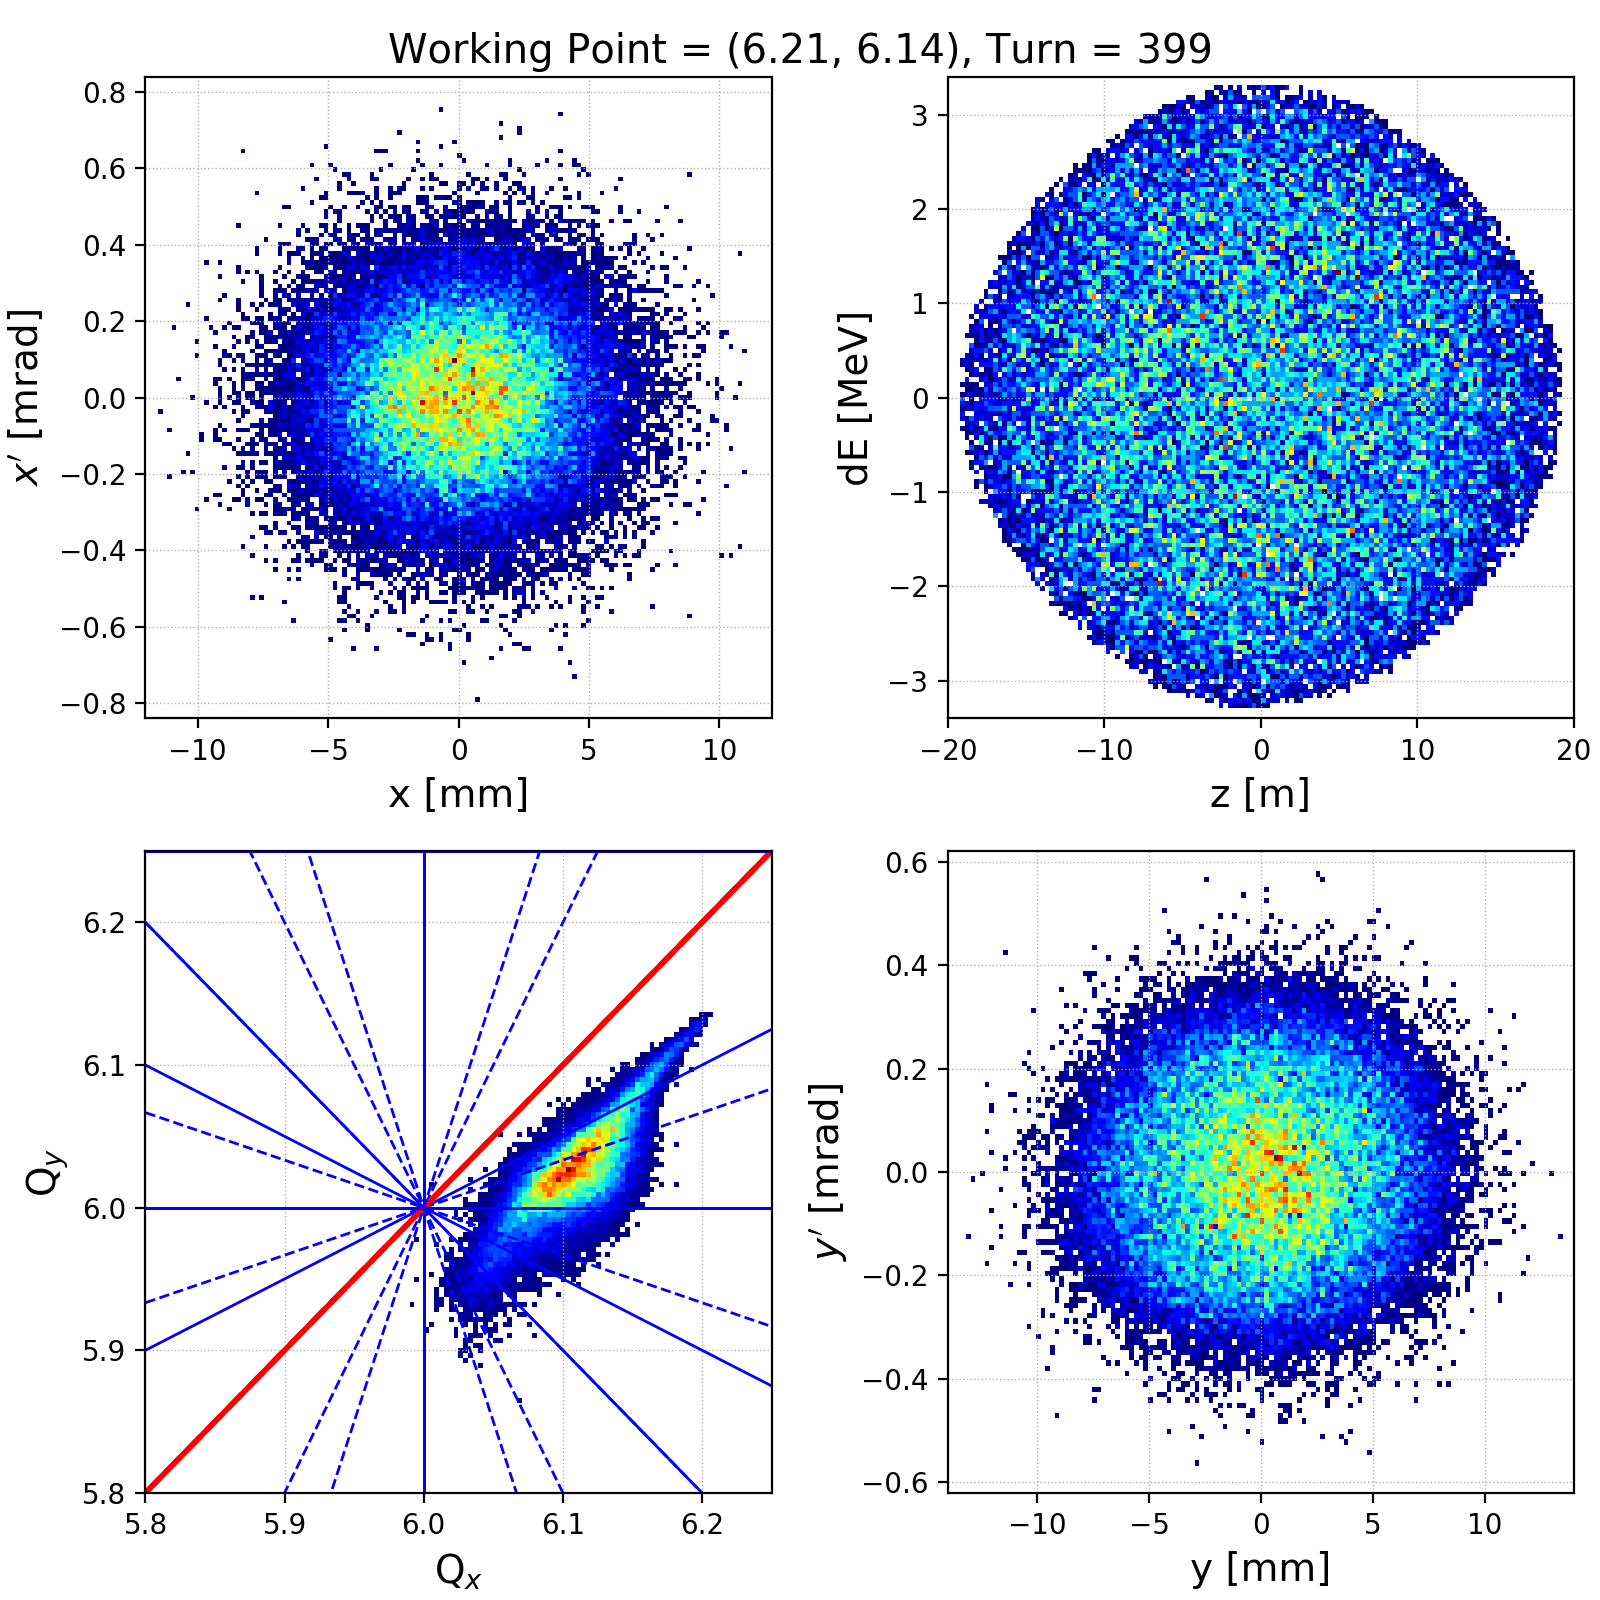 Working Point = (6.21, 6.14), Turn = 399
0.8
0.6
0.4
0.2
0.0
−0.2
−0.4
−0.6
−0.8
x′ [mrad]
−10 −5 0 5 10
x [mm]
3
2
1
0
−1
−2
−3
dE [MeV]
−20 −10 0 10 20
z [m]
6.2
6.1
6.0
5.9
5.8
Qy
5.8 5.9 6.0 6.1 6.2
Qx
0.6
0.4
0.2
0.0
−0.2
−0.4
−0.6
y′ [mrad]
−10 −5 0 5 10
y [mm]